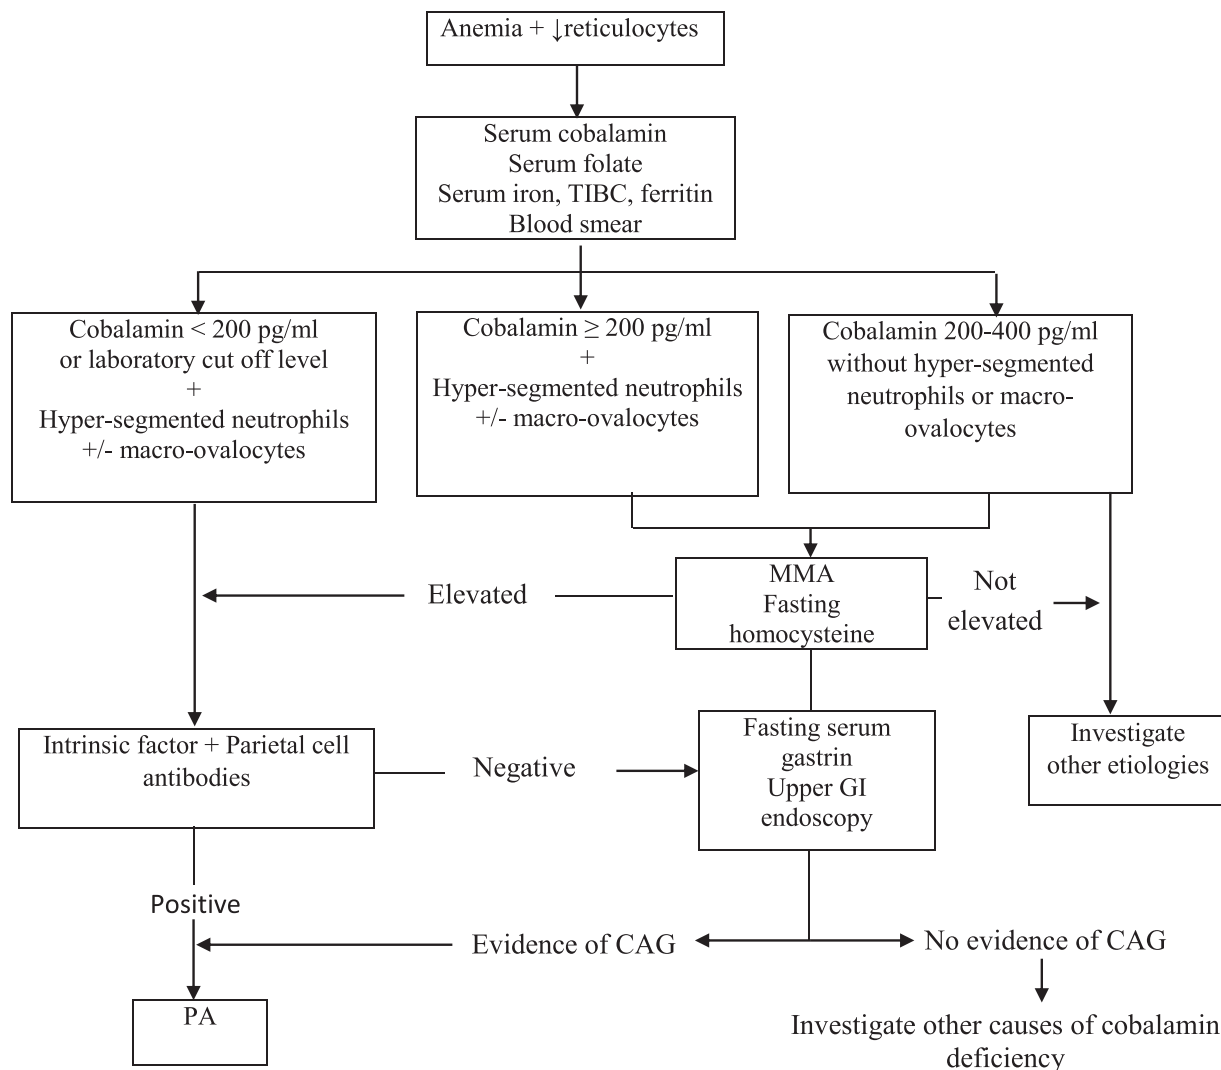 Anemia + ↓reticulocytes
Serum cobalamin
Serum folate
Serum iron, TIBC, ferritin
Blood smear
Cobalamin < 200 pg/ml
or laboratory cut off level
+
Hyper-segmented neutrophils
+/- macro-ovalocytes
Cobalamin ≥ 200 pg/ml
+
Hyper-segmented neutrophils
+/- macro-ovalocytes
Cobalamin 200-400 pg/ml
without hyper-segmented
neutrophils or macro-
ovalocytes
Elevated
MMA
Fasting
homocysteine
Not
elevated
Intrinsic factor + Parietal cell
antibodies
Negative
Fasting serum
gastrin
Upper GI
endoscopy
Investigate
other etiologies
Positive
Evidence of CAG
No evidence of CAG
PA
Investigate other causes of cobalamin
deficiency